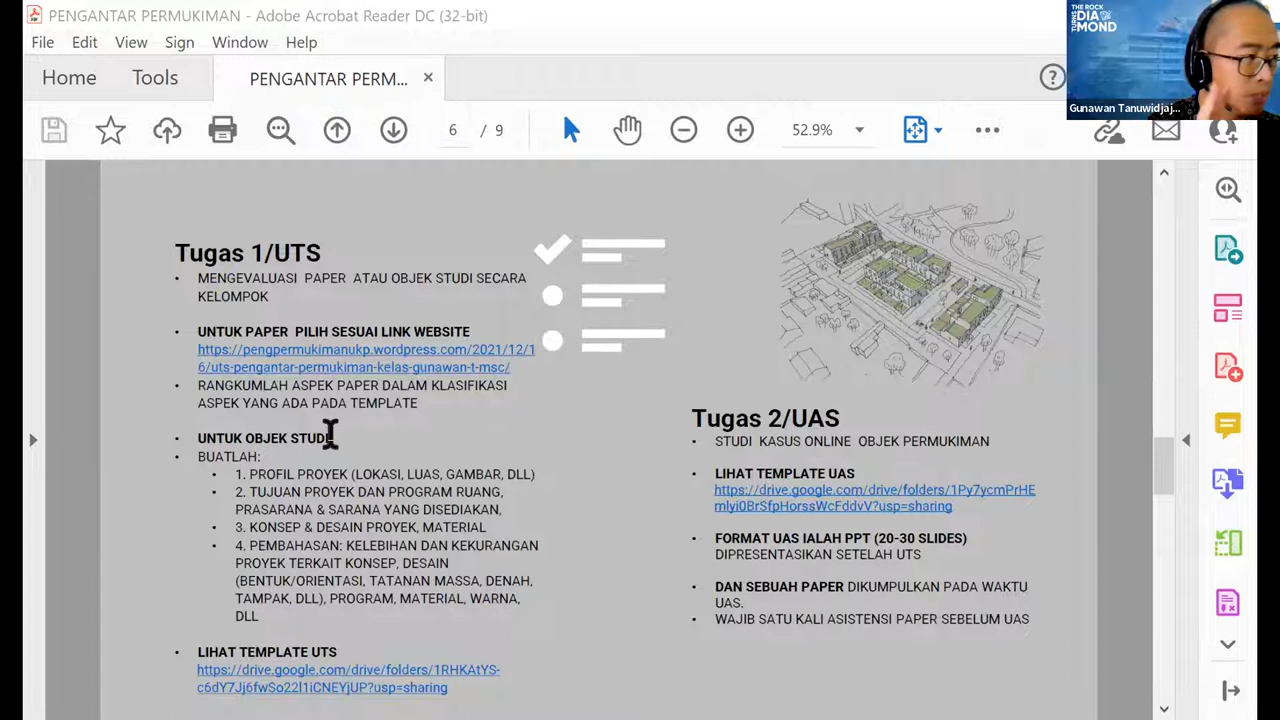 PENGANTAR PERMUKIMAN - Adobe Acrobat Reader DC (32-bit)
File Edit View Sign Window Help
Home Tools PENGANTAR PERM... ×
6 / 9 52.9%
THE ROCK
TURNS
DIA
MOND
Gunawan Tanuwidjaj...
Tugas 1/UTS
• MENGEVALUASI PAPER ATAU OBJEK STUDI SECARA
KELOMPOK
• UNTUK PAPER PILIH SESUAI LINK WEBSITE
https://pengpermukimanukp.wordpress.com/2021/12/1
6/uts-pengantar-permukiman-kelas-gunawan-t-msc/
• RANGKUMLAH ASPEK PAPER DALAM KLASIFIKASI
ASPEK YANG ADA PADA TEMPLATE
• UNTUK OBJEK STUDI
• BUATLAH:
• 1. PROFIL PROYEK (LOKASI, LUAS, GAMBAR, DLL)
• 2. TUJUAN PROYEK DAN PROGRAM RUANG,
PRASARANA & SARANA YANG DISEDIAKAN,
• 3. KONSEP & DESAIN PROYEK, MATERIAL
• 4. PEMBAHASAN: KELEBIHAN DAN KEKURANGAN
PROYEK TERKAIT KONSEP, DESAIN
(BENTUK/ORIENTASI, TATANAN MASSA, DENAH,
TAMPAK, DLL), PROGRAM, MATERIAL, WARNA,
DLL
• LIHAT TEMPLATE UTS
https://drive.google.com/drive/folders/1RHKAtYS-
c6dY7Jj6fwSo22l1iCNEYjUP?usp=sharing
Tugas 2/UAS
• STUDI KASUS ONLINE OBJEK PERMUKIMAN
• LIHAT TEMPLATE UAS
https://drive.google.com/drive/folders/1Py7ycmPrHE
mlyi0BrSfpHorssWcFddvV?usp=sharing
• FORMAT UAS IALAH PPT (20-30 SLIDES)
DIPRESENTASIKAN SETELAH UTS
• DAN SEBUAH PAPER DIKUMPULKAN PADA WAKTU
UAS.
• WAJIB SATU KALI ASISTENSI PAPER SEBELUM UAS